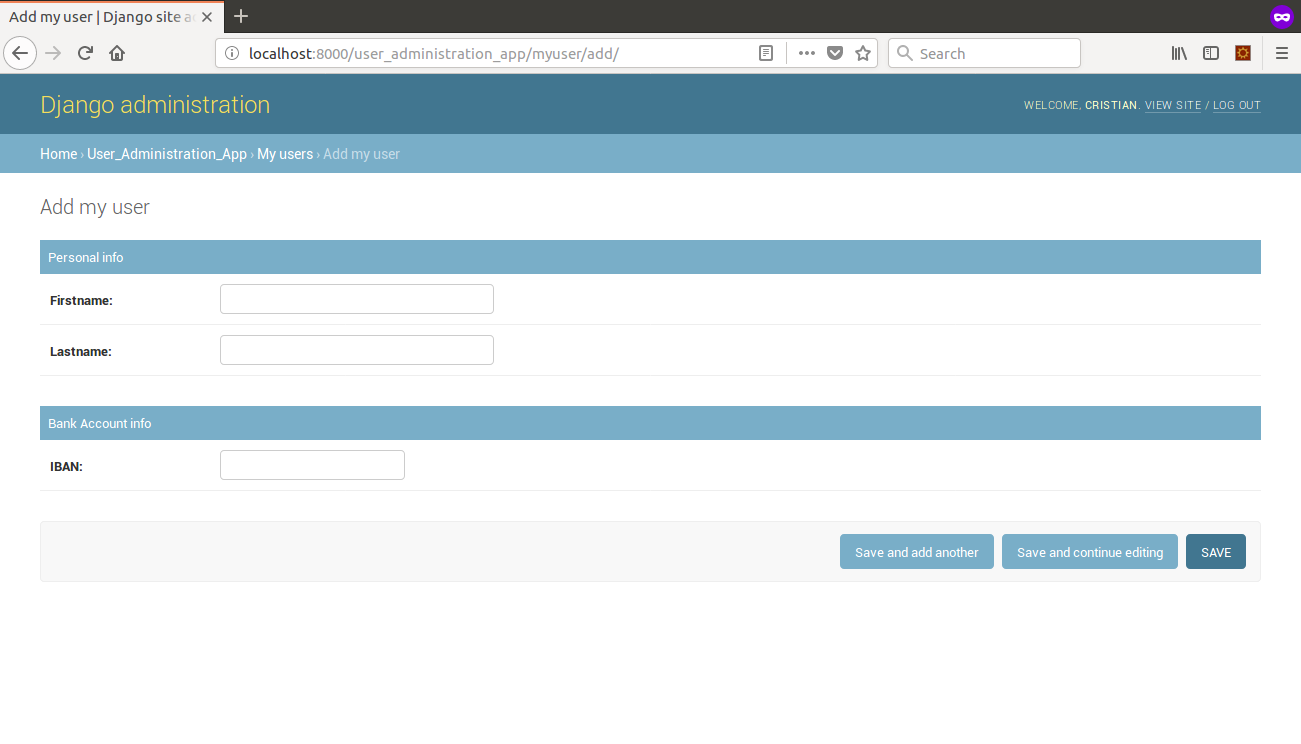 Add my user | Django site a
localhost:8000/user_administration_app/myuser/add/
Search
Django administration
WELCOME, CRISTIAN. VIEW SITE / LOG OUT
Home › User_Administration_App › My users › Add my user
Add my user
Personal info
Firstname:
Lastname:
Bank Account info
IBAN:
Save and add another
Save and continue editing
SAVE